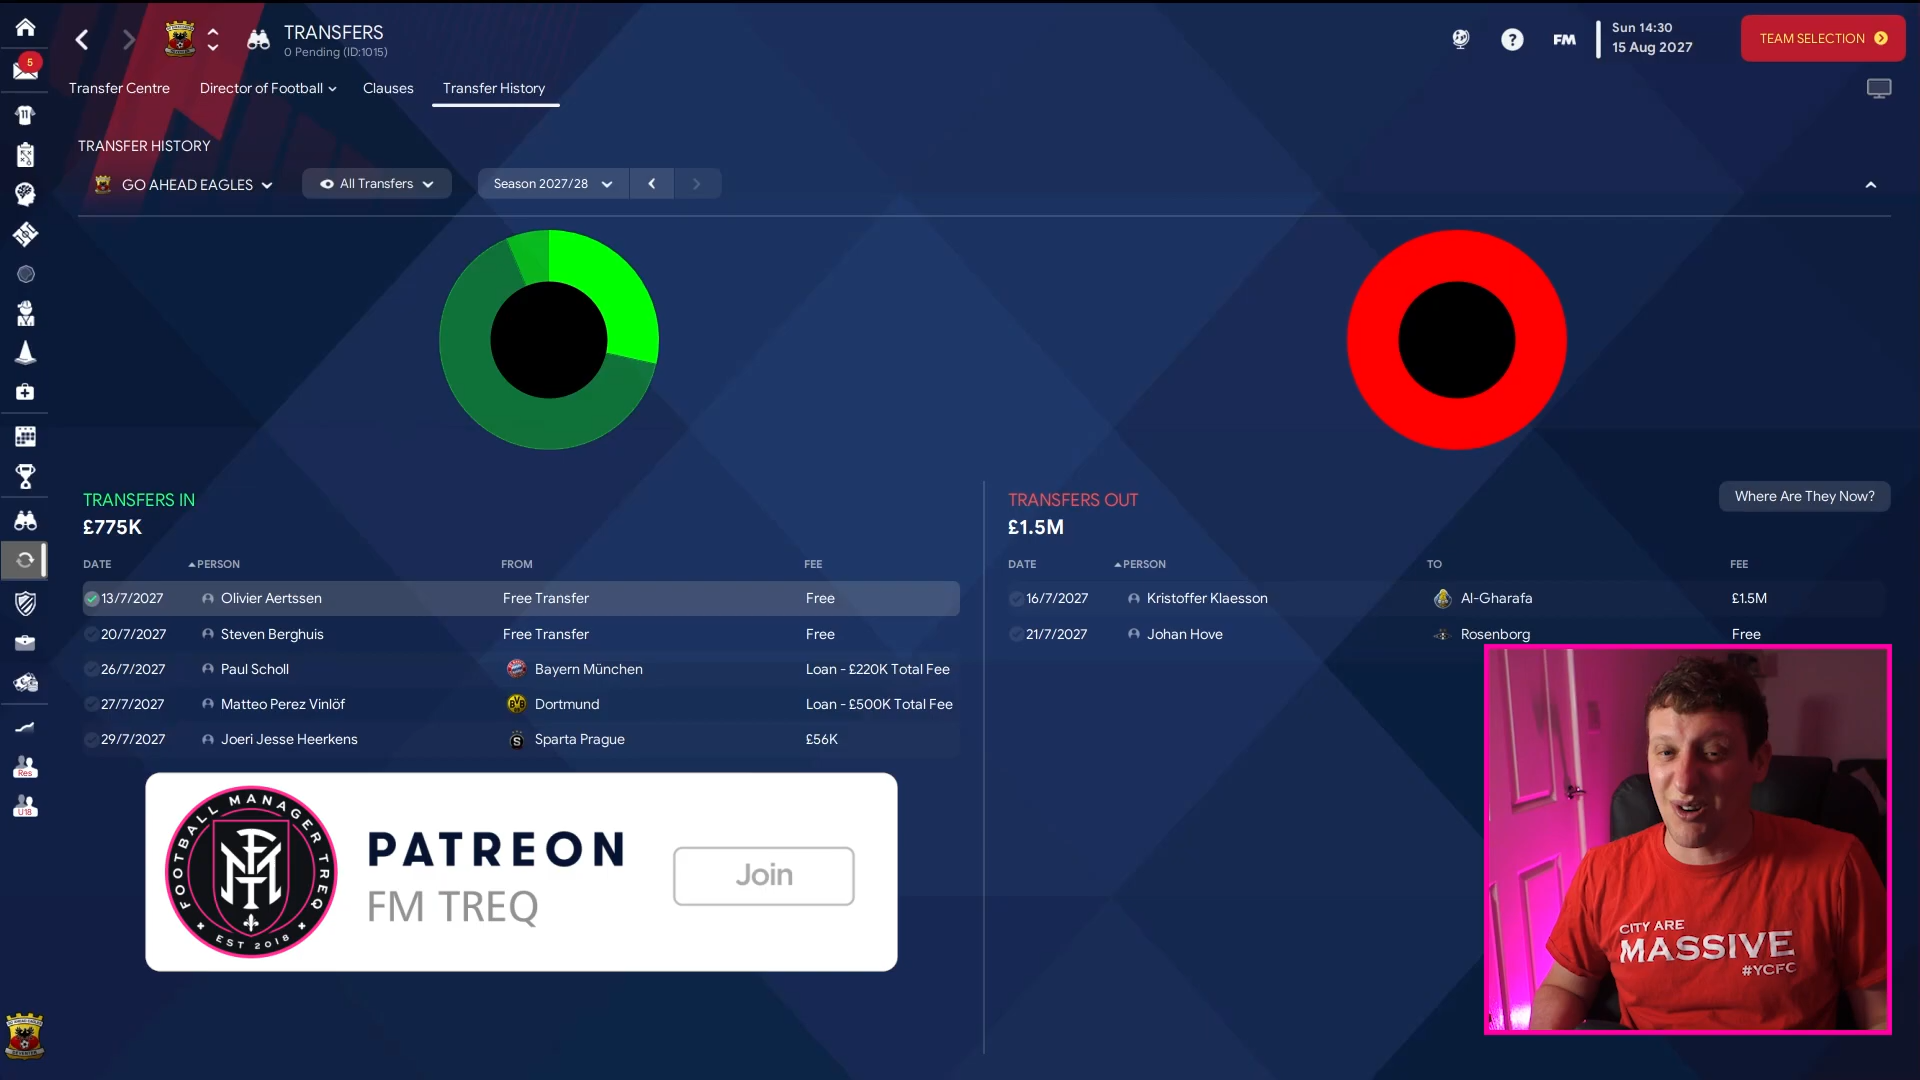 TRANSFERS
0 Pending (ID:1015)
5
FM
Sun 14:30
15 Aug 2027
TEAM SELECTION
Transfer Centre
Director of Football
Clauses
Transfer History
TRANSFER HISTORY
GO AHEAD EAGLES
All Transfers
Season 2027/28
TRANSFERS IN
£775K
DATE PERSON FROM FEE
13/7/2027 Olivier Aertssen Free Transfer Free
20/7/2027 Steven Berghuis Free Transfer Free
26/7/2027 Paul Scholl Bayern München Loan - £220K Total Fee
27/7/2027 Matteo Perez Vinlöf Dortmund Loan - £500K Total Fee
29/7/2027 Joeri Jesse Heerkens Sparta Prague £56K
TRANSFERS OUT
£1.5M
Where Are They Now?
DATE PERSON TO FEE
16/7/2027 Kristoffer Klaesson Al-Gharafa £1.5M
21/7/2027 Johan Hove Rosenborg Free
Res
U18
FOOTBALL MANAGER TREQ
EST 2018
PATREON
FM TREQ
Join
CITY ARE
MASSIVE
#YCFC